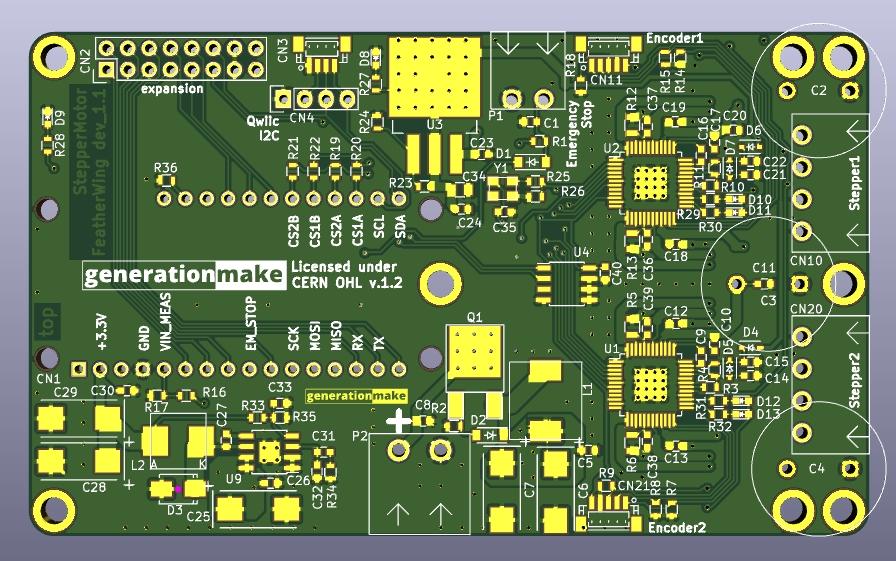 CN2
expansion
CN3
D8
R27
R24
Qwiic
I2C
CN4
U3
P1
C1
R1
D1
C23
Emergency
Stop
R18
Encoder1
CN11
R15
R14
C2
D9
R28
StepperMotor
FeatherWing dev_1.1
R36
R21
R22
R19
R20
R23
C34
C24
Y1
R25
R26
C35
CS2B
CS1B
CS2A
CS1A
SCL
SDA
R12
C37
C19
U2
C17
C20
D6
D7
C22
C21
R11
R10
D10
D11
R29
R30
R13
C36
C18
Stepper1
CN10
generationmake
Licensed under
CERN OHL v.1.2
U4
C40
C11
C3
CN20
top
+3.3V
GND
VIN_MEAS
EM_STOP
SCK
MOSI
MISO
RX
TX
CN1
Q1
R5
C39
C12
U1
C9
C10
D4
D5
C15
C14
R4
R3
R31
D12
D13
R32
R6
C38
C13
Stepper2
C4
C30
C29
R17
R16
C33
R33
R35
generationmake
C8
R2
D2
L1
P2
C27
L2
A
K
C28
D3
C25
U9
C26
C31
C32
R34
C7
C5
C6
R9
CN21
R8
R7
Encoder2